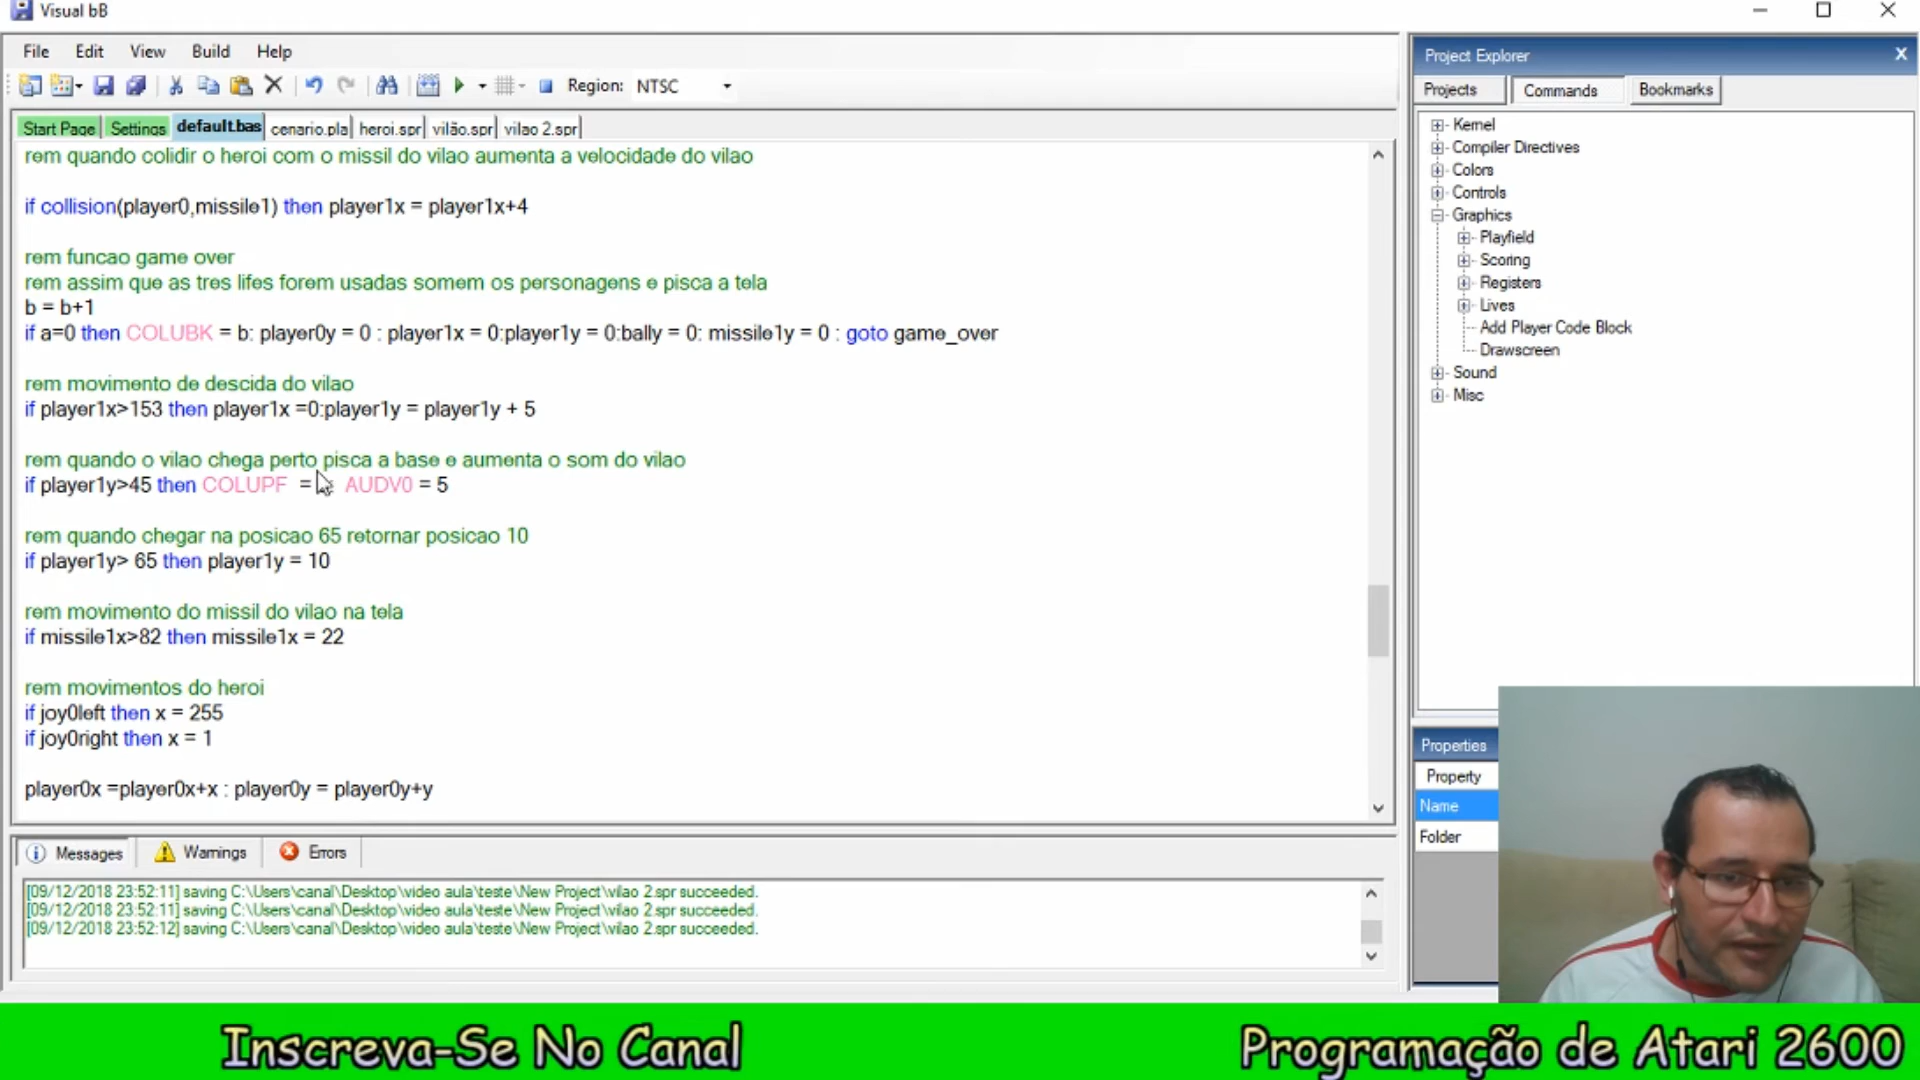 Visual bB
File Edit View Build Help
Region: NTSC
Start Page Settings default.bas cenario.pla heroi.spr vilão.spr vilao 2.spr
rem quando colidir o heroi com o missil do vilao aumenta a velocidade do vilao
if collision(player0,missile1) then player1x = player1x+4
rem funcao game over
rem assim que as tres lifes forem usadas somem os personagens e pisca a tela
b = b+1
if a=0 then COLUBK = b: player0y = 0 : player1x = 0:player1y = 0:bally = 0: missile1y = 0 : goto game_over
rem movimento de descida do vilao
if player1x>153 then player1x =0:player1y = player1y + 5
rem quando o vilao chega perto pisca a base e aumenta o som do vilao
if player1y>45 then COLUPF = AUDV0 = 5
rem quando chegar na posicao 65 retornar posicao 10
if player1y> 65 then player1y = 10
rem movimento do missil do vilao na tela
if missile1x>82 then missile1x = 22
rem movimentos do heroi
if joy0left then x = 255
if joy0right then x = 1
player0x =player0x+x : player0y = player0y+y
Messages Warnings Errors
[09/12/2018 23:52:11] saving C:\Users\canal\Desktop\video aula\teste\New Project\vilao 2.spr succeeded.
[09/12/2018 23:52:11] saving C:\Users\canal\Desktop\video aula\teste\New Project\vilao 2.spr succeeded.
[09/12/2018 23:52:12] saving C:\Users\canal\Desktop\video aula\teste\New Project\vilao 2.spr succeeded.
Project Explorer
Projects Commands Bookmarks
Kernel
Compiler Directives
Colors
Controls
Graphics
Playfield
Scoring
Registers
Lives
Add Player Code Block
Drawscreen
Sound
Misc
Properties
Property
Name
Folder
Inscreva-Se No Canal
Programação de Atari 2600